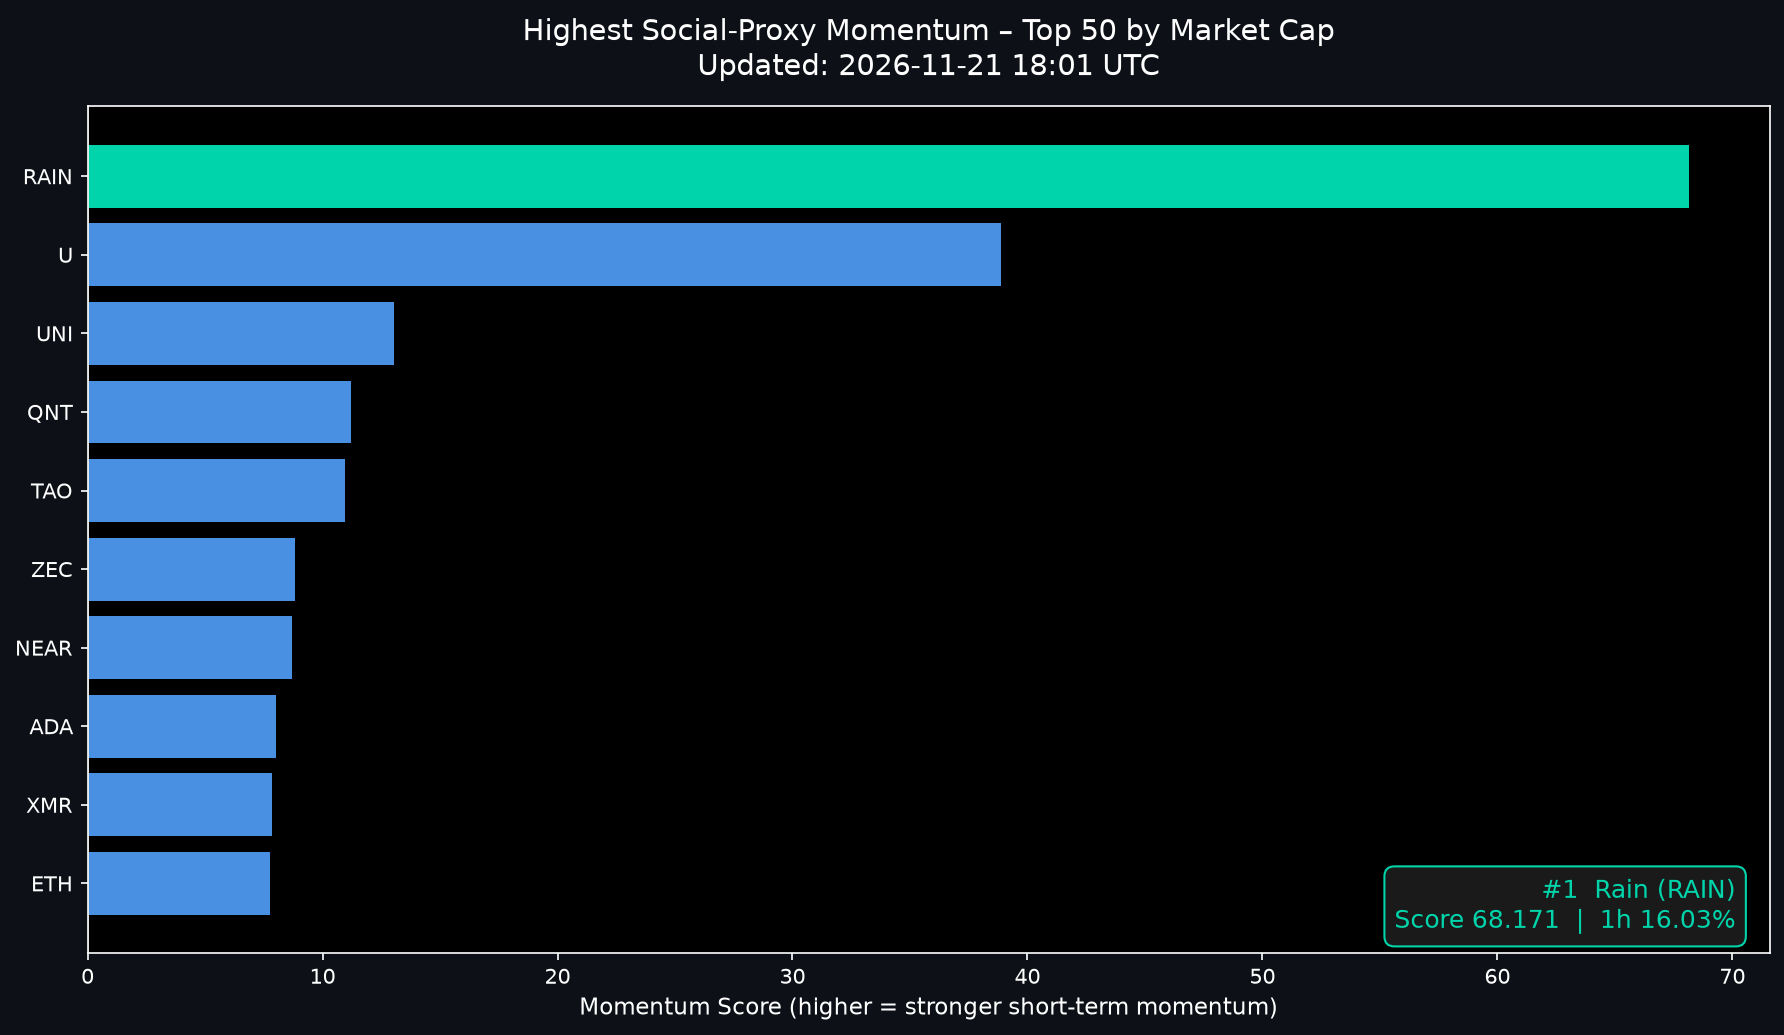 Highest Social-Proxy Momentum – Top 50 by Market Cap
Updated: 2026-11-21 18:01 UTC
RAIN
U
UNI
QNT
TAO
ZEC
NEAR
ADA
XMR
ETH
#1 Rain (RAIN)
Score 68.171 | 1h 16.03%
0 10 20 30 40 50 60 70
Momentum Score (higher = stronger short-term momentum)